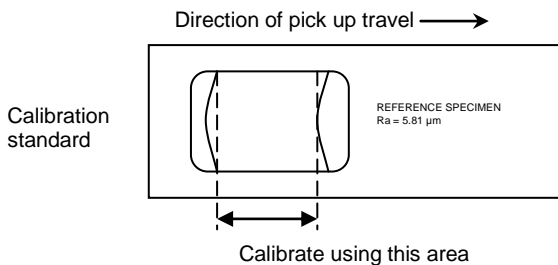 Direction of pick up travel
Calibration
standard
REFERENCE SPECIMEN
Ra = 5.81 µm
Calibrate using this area